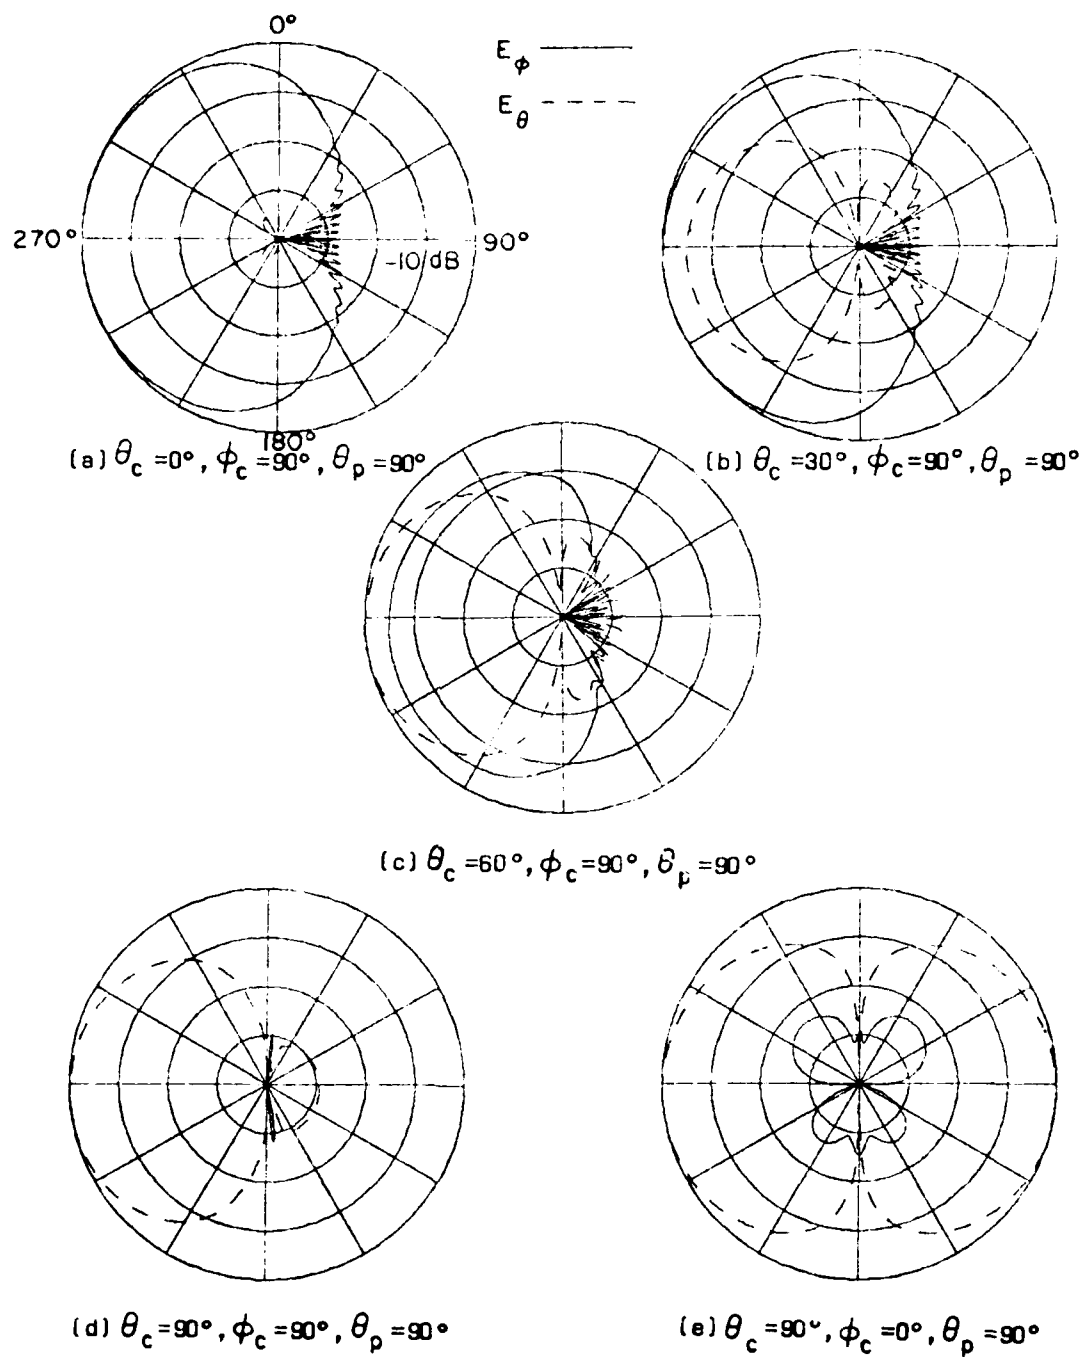 0°
E_φ ———
E_θ - - - -
270°
90°
-10/dB
180°
(a) θ_c =0°, φ_c =90°, θ_p =90°
(b) θ_c =30°, φ_c =90°, θ_p =90°
(c) θ_c =60°, φ_c =90°, θ_p =90°
(d) θ_c =90°, φ_c =90°, θ_p =90°
(e) θ_c =90°, φ_c =0°, θ_p =90°